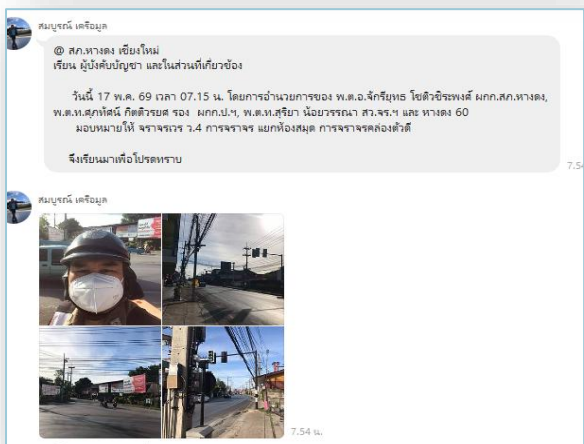 สมบูรณ์ เครือมูล
@ สภ.หางดง เชียงใหม่
เรียน ผู้บังคับบัญชา และในส่วนที่เกี่ยวข้อง
วันนี้ 17 พ.ค. 69 เวลา 07.15 น. โดยการอำนวยการของ พ.ต.อ.จักรียุทธ โชติวชิระพงศ์ ผกก.สภ.หางดง,
พ.ต.ท.ศุภทัศน์ กิตติวรยศ รอง ผกก.ป.ฯ, พ.ต.ท.สุริยา น้อยวรรณา สว.จร.ฯ และ หางดง 60
มอบหมายให้ จราจรเวร ว.4 การจราจร แยกห้องสมุด การจราจรคล่องตัวดี
จึงเรียนมาเพื่อโปรดทราบ
7.54
สมบูรณ์ เครือมูล
7.54 น.